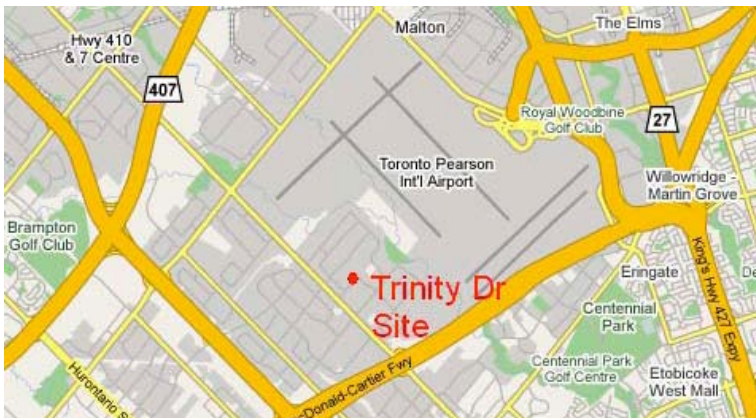 Hwy 410
& 7 Centre
Malton
The Elms
407
Royal Woodbine
Golf Club
27
Toronto Pearson
Int'l Airport
Willowridge -
Martin Grove
Brampton
Golf Club
King's Hwy 427 Expy
Eringate
Trinity Dr
Site
Centennial
Park
Hurontario S
cDonald-Cartier Fwy
Centennial Park
Golf Centre
Etobicoke
West Mall
De